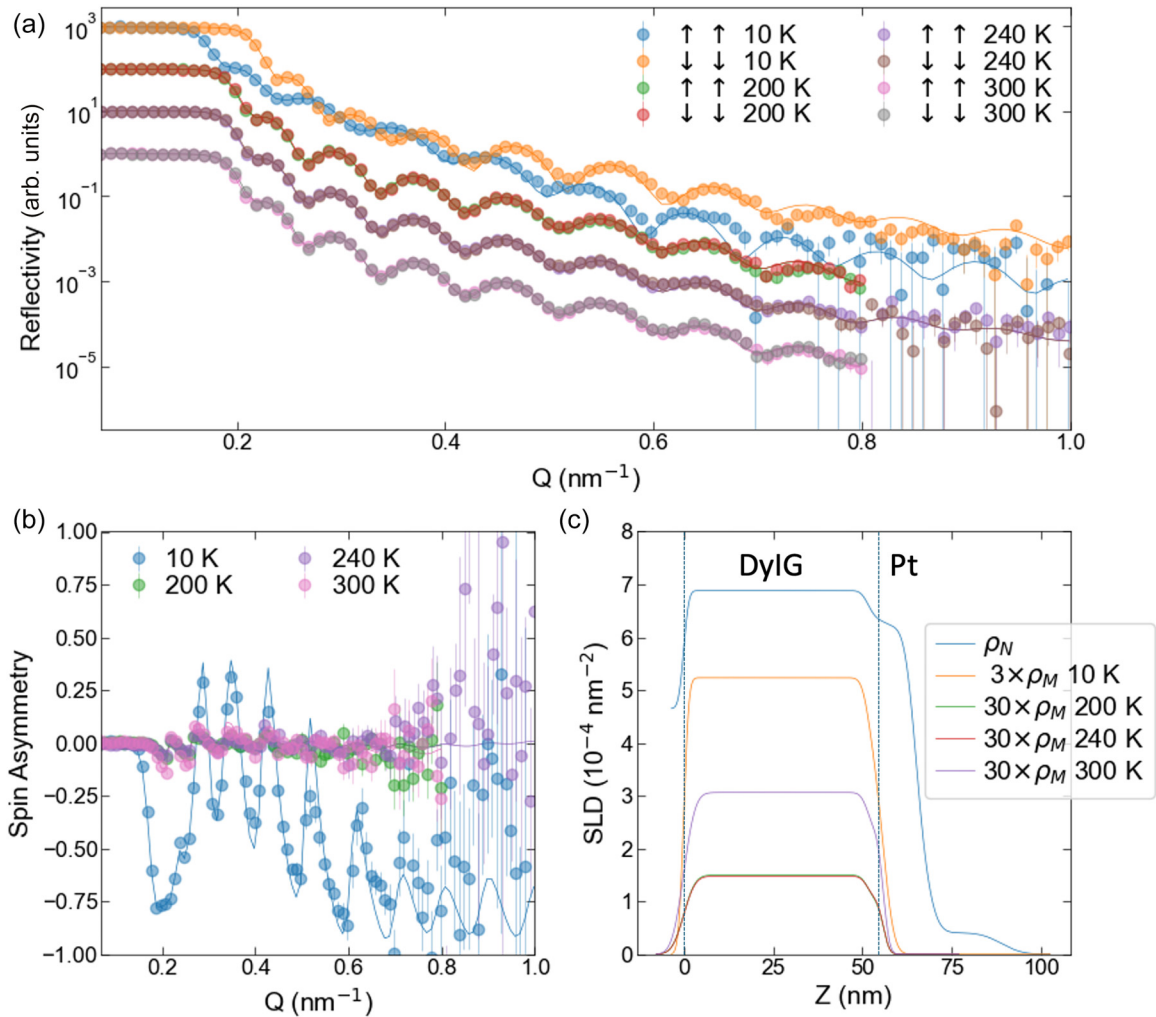 (a)
10³
10¹
10⁻¹
10⁻³
10⁻⁵
Reflectivity (arb. units)
↑ ↑ 10 K
↓ ↓ 10 K
↑ ↑ 200 K
↓ ↓ 200 K
↑ ↑ 240 K
↓ ↓ 240 K
↑ ↑ 300 K
↓ ↓ 300 K
0.2 0.4 0.6 0.8 1.0
Q (nm⁻¹)
(b)
1.00
0.75
0.50
0.25
0.00
−0.25
−0.50
−0.75
−1.00
Spin Asymmetry
10 K
200 K
240 K
300 K
0.2 0.4 0.6 0.8 1.0
Q (nm⁻¹)
(c)
8
7
6
5
4
3
2
1
0
SLD (10⁻⁴ nm⁻²)
DyIG Pt
ρN
3×ρM 10 K
30×ρM 200 K
30×ρM 240 K
30×ρM 300 K
0 25 50 75 100
Z (nm)